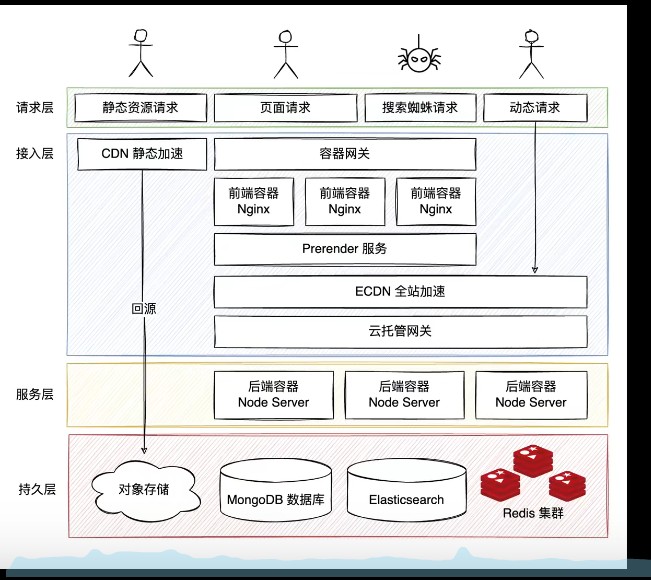 请求层
静态资源请求
页面请求
搜索蜘蛛请求
动态请求
接入层
CDN 静态加速
容器网关
前端容器
Nginx
前端容器
Nginx
前端容器
Nginx
Prerender 服务
ECDN 全站加速
回源
云托管网关
服务层
后端容器
Node Server
后端容器
Node Server
后端容器
Node Server
持久层
对象存储
MongoDB 数据库
Elasticsearch
Redis 集群